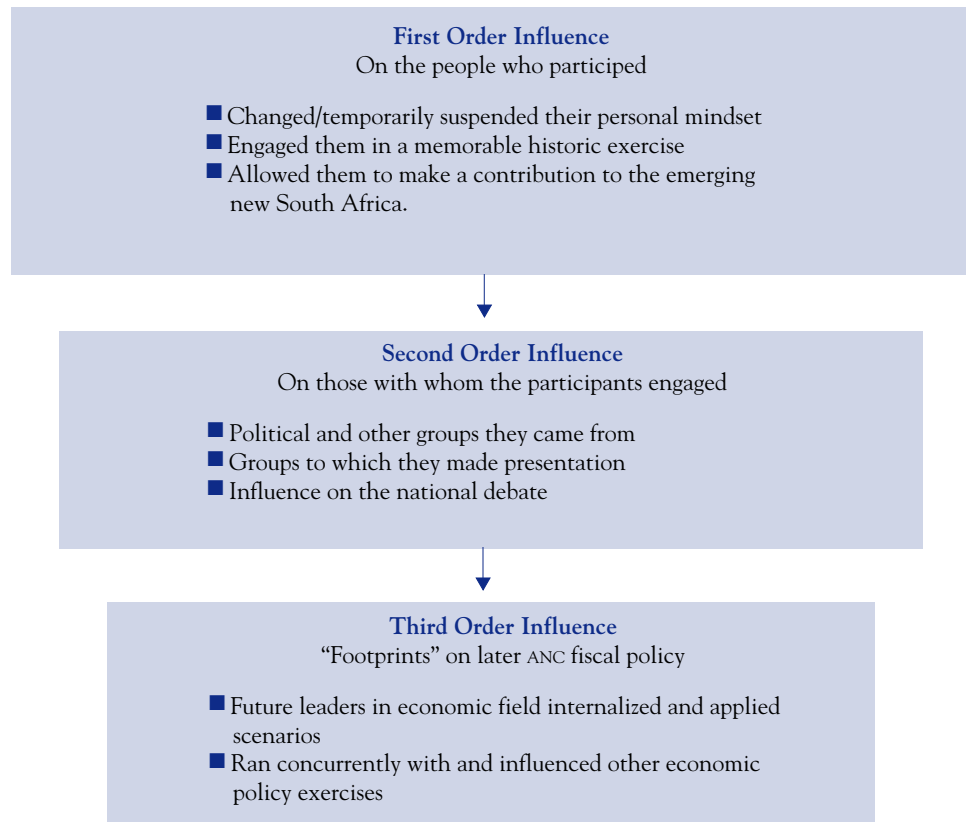 First Order Influence
On the people who participed
■ Changed/temporarily suspended their personal mindset
■ Engaged them in a memorable historic exercise
■ Allowed them to make a contribution to the emerging
new South Africa.
Second Order Influence
On those with whom the participants engaged
■ Political and other groups they came from
■ Groups to which they made presentation
■ Influence on the national debate
Third Order Influence
“Footprints” on later ANC fiscal policy
■ Future leaders in economic field internalized and applied
scenarios
■ Ran concurrently with and influenced other economic
policy exercises